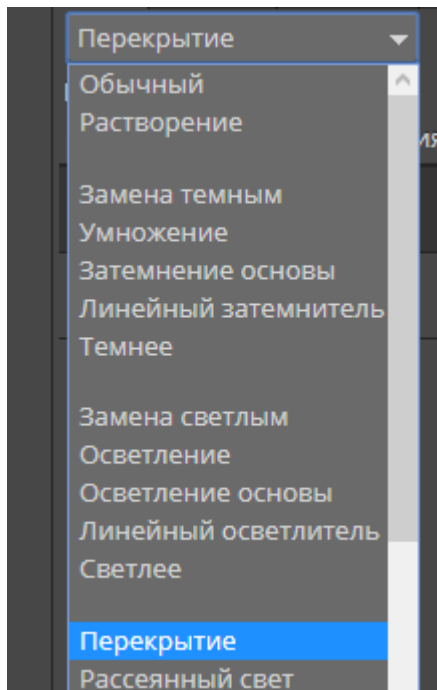 Перекрытие
Обычный
Растворение
Замена темным
Умножение
Затемнение основы
Линейный затемнитель
Темнее
Замена светлым
Осветление
Осветление основы
Линейный осветлитель
Светлее
Перекрытие
Рассеянный свет